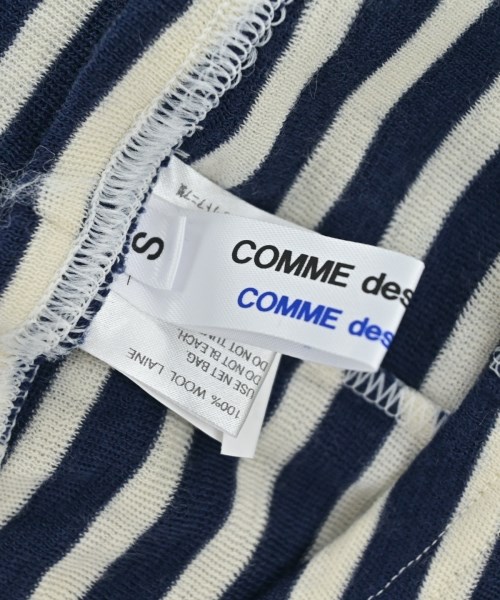 S
COMME des
COMME des
100% WOOL LAINE
USE NET BAG.
DO NOT BLEACH.